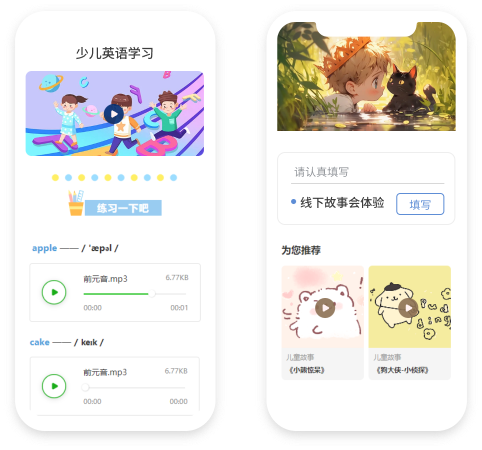 少儿英语学习
练习一下吧
apple —— / ˈæpəl /
前元音.mp3
6.77KB
00:00
00:01
cake —— / keɪk /
前元音.mp3
6.77KB
00:00
00:00
请认真填写
线下故事会体验
填写
为您推荐
儿童故事
《小熊惊呆》
儿童故事
《狗大侠-小侦探》